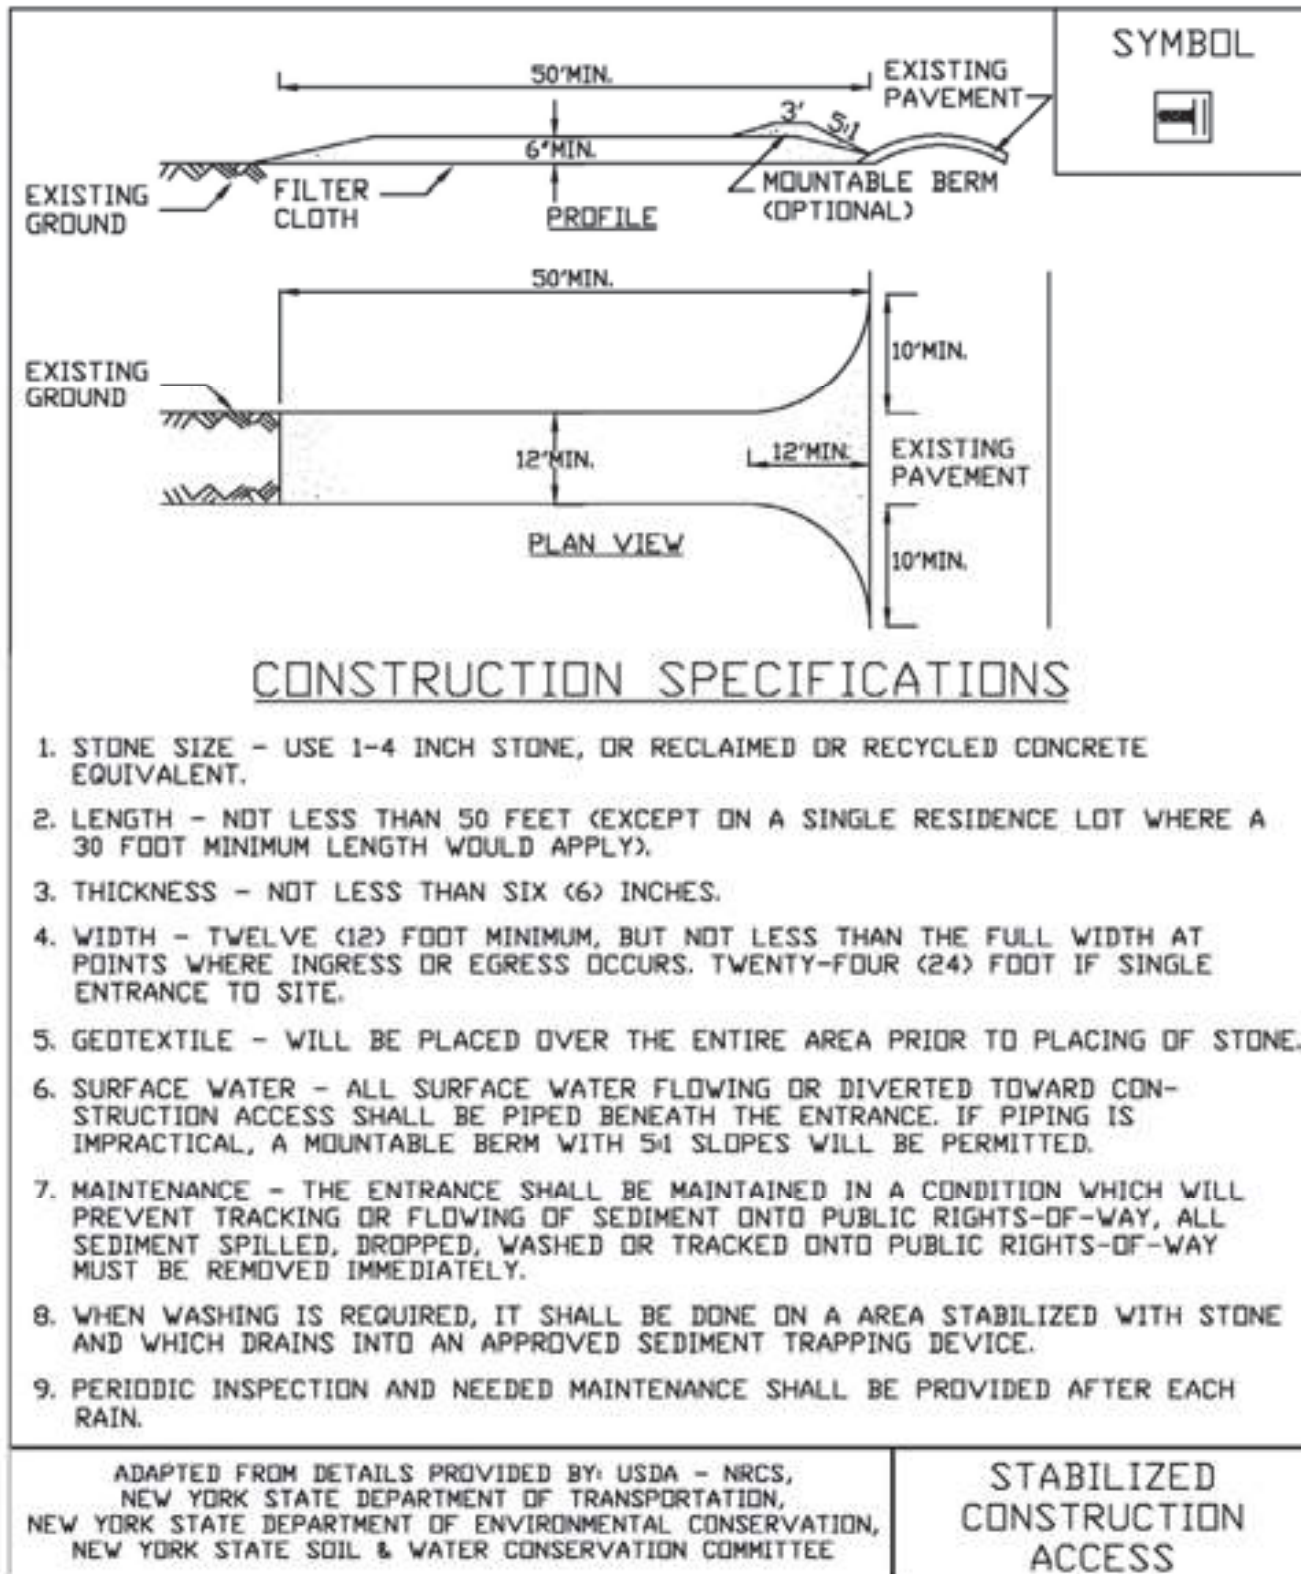 SYMBOL
50'MIN.
EXISTING
PAVEMENT
3'
5:1
6"MIN.
EXISTING
GROUND
FILTER
CLOTH
PROFILE
MOUNTABLE BERM
(OPTIONAL)
50'MIN.
10'MIN.
EXISTING
GROUND
12'MIN.
12'MIN.
EXISTING
PAVEMENT
PLAN VIEW
10'MIN.
CONSTRUCTION SPECIFICATIONS
1. STONE SIZE - USE 1-4 INCH STONE, OR RECLAIMED OR RECYCLED CONCRETE
EQUIVALENT.
2. LENGTH - NOT LESS THAN 50 FEET (EXCEPT ON A SINGLE RESIDENCE LOT WHERE A
30 FOOT MINIMUM LENGTH WOULD APPLY).
3. THICKNESS - NOT LESS THAN SIX (6) INCHES.
4. WIDTH - TWELVE (12) FOOT MINIMUM, BUT NOT LESS THAN THE FULL WIDTH AT
POINTS WHERE INGRESS OR EGRESS OCCURS. TWENTY-FOUR (24) FOOT IF SINGLE
ENTRANCE TO SITE.
5. GEOTEXTILE - WILL BE PLACED OVER THE ENTIRE AREA PRIOR TO PLACING OF STONE.
6. SURFACE WATER - ALL SURFACE WATER FLOWING OR DIVERTED TOWARD CON-
STRUCTION ACCESS SHALL BE PIPED BENEATH THE ENTRANCE. IF PIPING IS
IMPRACTICAL, A MOUNTABLE BERM WITH 5:1 SLOPES WILL BE PERMITTED.
7. MAINTENANCE - THE ENTRANCE SHALL BE MAINTAINED IN A CONDITION WHICH WILL
PREVENT TRACKING OR FLOWING OF SEDIMENT ONTO PUBLIC RIGHTS-OF-WAY, ALL
SEDIMENT SPILLED, DROPPED, WASHED OR TRACKED ONTO PUBLIC RIGHTS-OF-WAY
MUST BE REMOVED IMMEDIATELY.
8. WHEN WASHING IS REQUIRED, IT SHALL BE DONE ON A AREA STABILIZED WITH STONE
AND WHICH DRAINS INTO AN APPROVED SEDIMENT TRAPPING DEVICE.
9. PERIODIC INSPECTION AND NEEDED MAINTENANCE SHALL BE PROVIDED AFTER EACH
RAIN.
ADAPTED FROM DETAILS PROVIDED BY: USDA - NRCS,
NEW YORK STATE DEPARTMENT OF TRANSPORTATION,
NEW YORK STATE DEPARTMENT OF ENVIRONMENTAL CONSERVATION,
NEW YORK STATE SOIL & WATER CONSERVATION COMMITTEE
STABILIZED
CONSTRUCTION
ACCESS